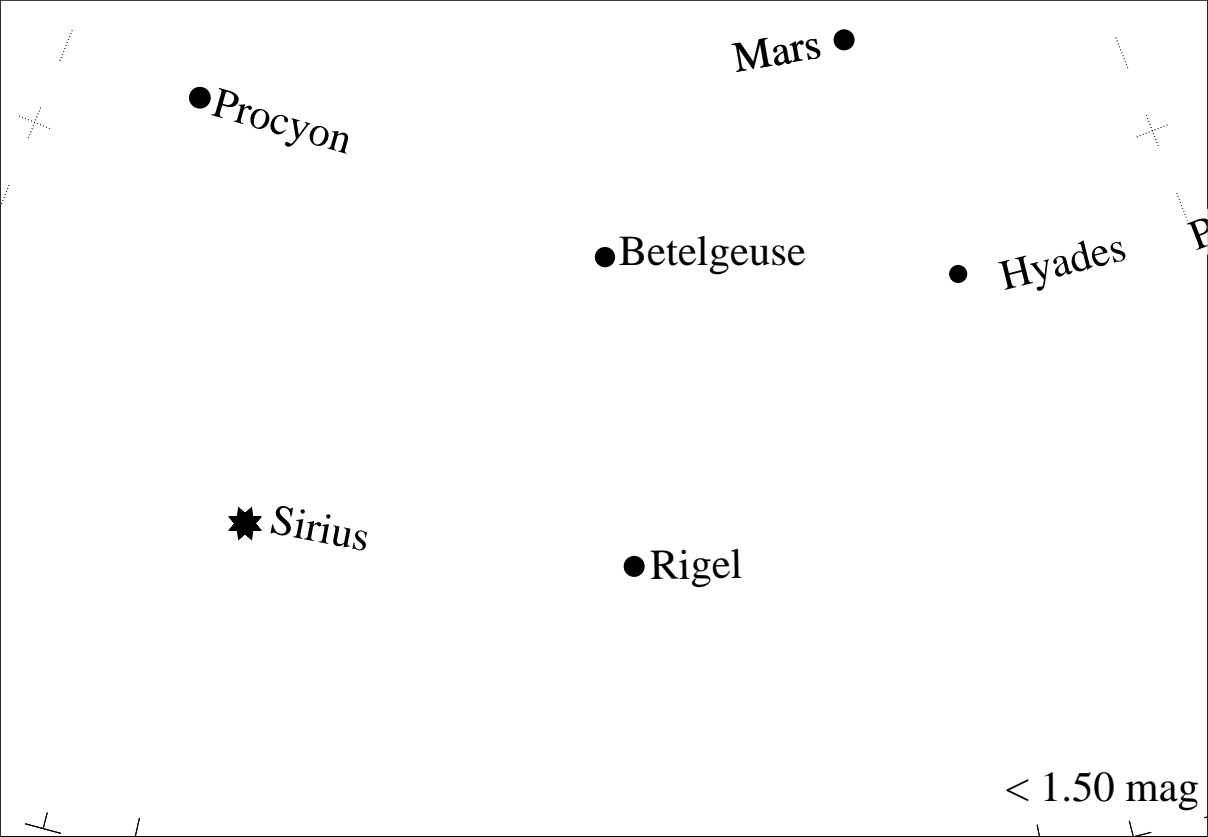 Mars
Procyon
P
Betelgeuse
Hyades
Sirius
Rigel
< 1.50 mag